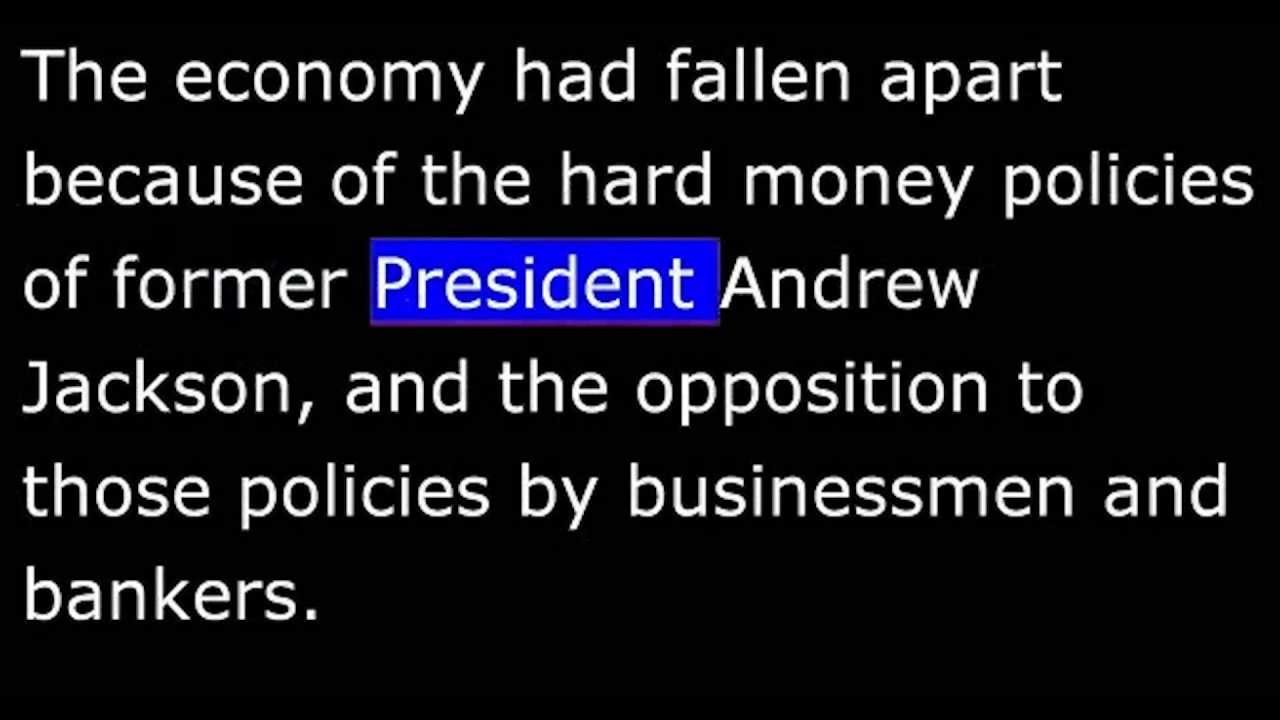 The economy had fallen apart
because of the hard money policies
of former President Andrew
Jackson, and the opposition to
those policies by businessmen and
bankers.